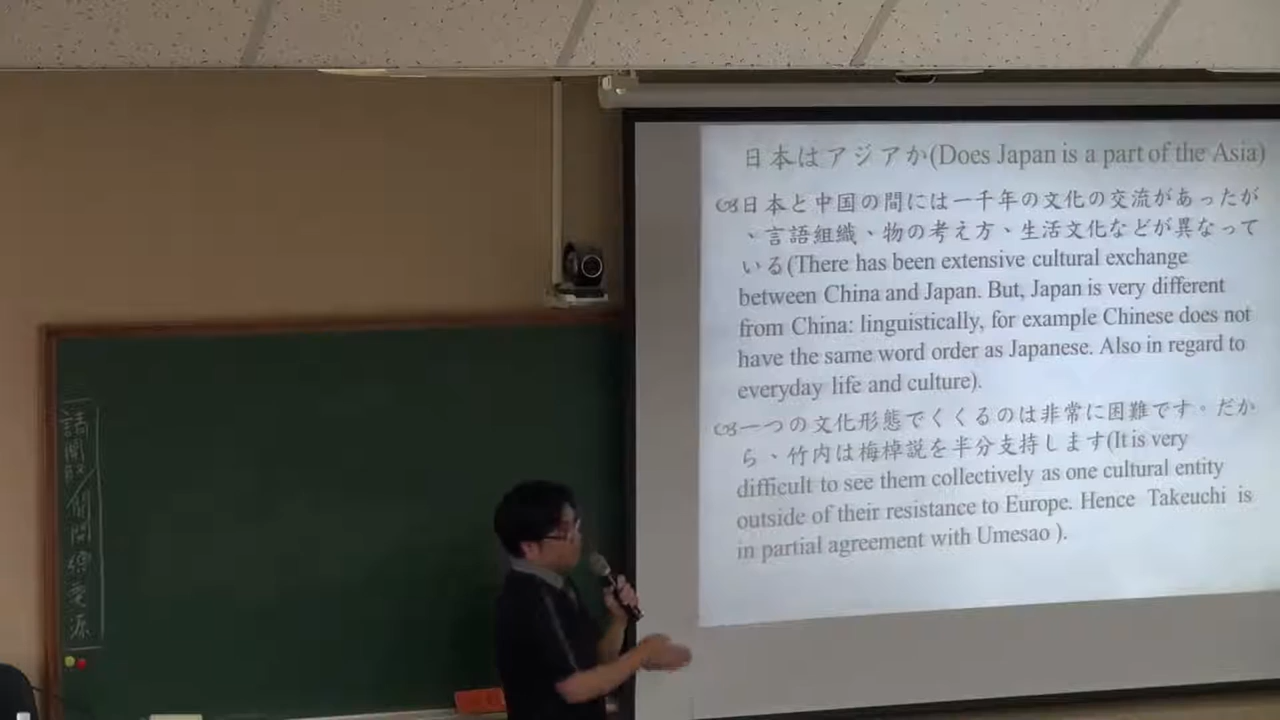 日本はアジアか(Does Japan is a part of the Asia)
日本と中国の間には一千年の文化の交流があったが
、言語組織、物の考え方、生活文化などが異なって
いる(There has been extensive cultural exchange
between China and Japan. But, Japan is very different
from China: linguistically, for example Chinese does not
have the same word order as Japanese. Also in regard to
everyday life and culture).
一つの文化形態でくくるのは非常に困難です。だか
ら、竹内は梅棹説を半分支持します(It is very
difficult to see them collectively as one cultural entity
outside of their resistance to Europe. Hence Takeuchi is
in partial agreement with Umesao ).